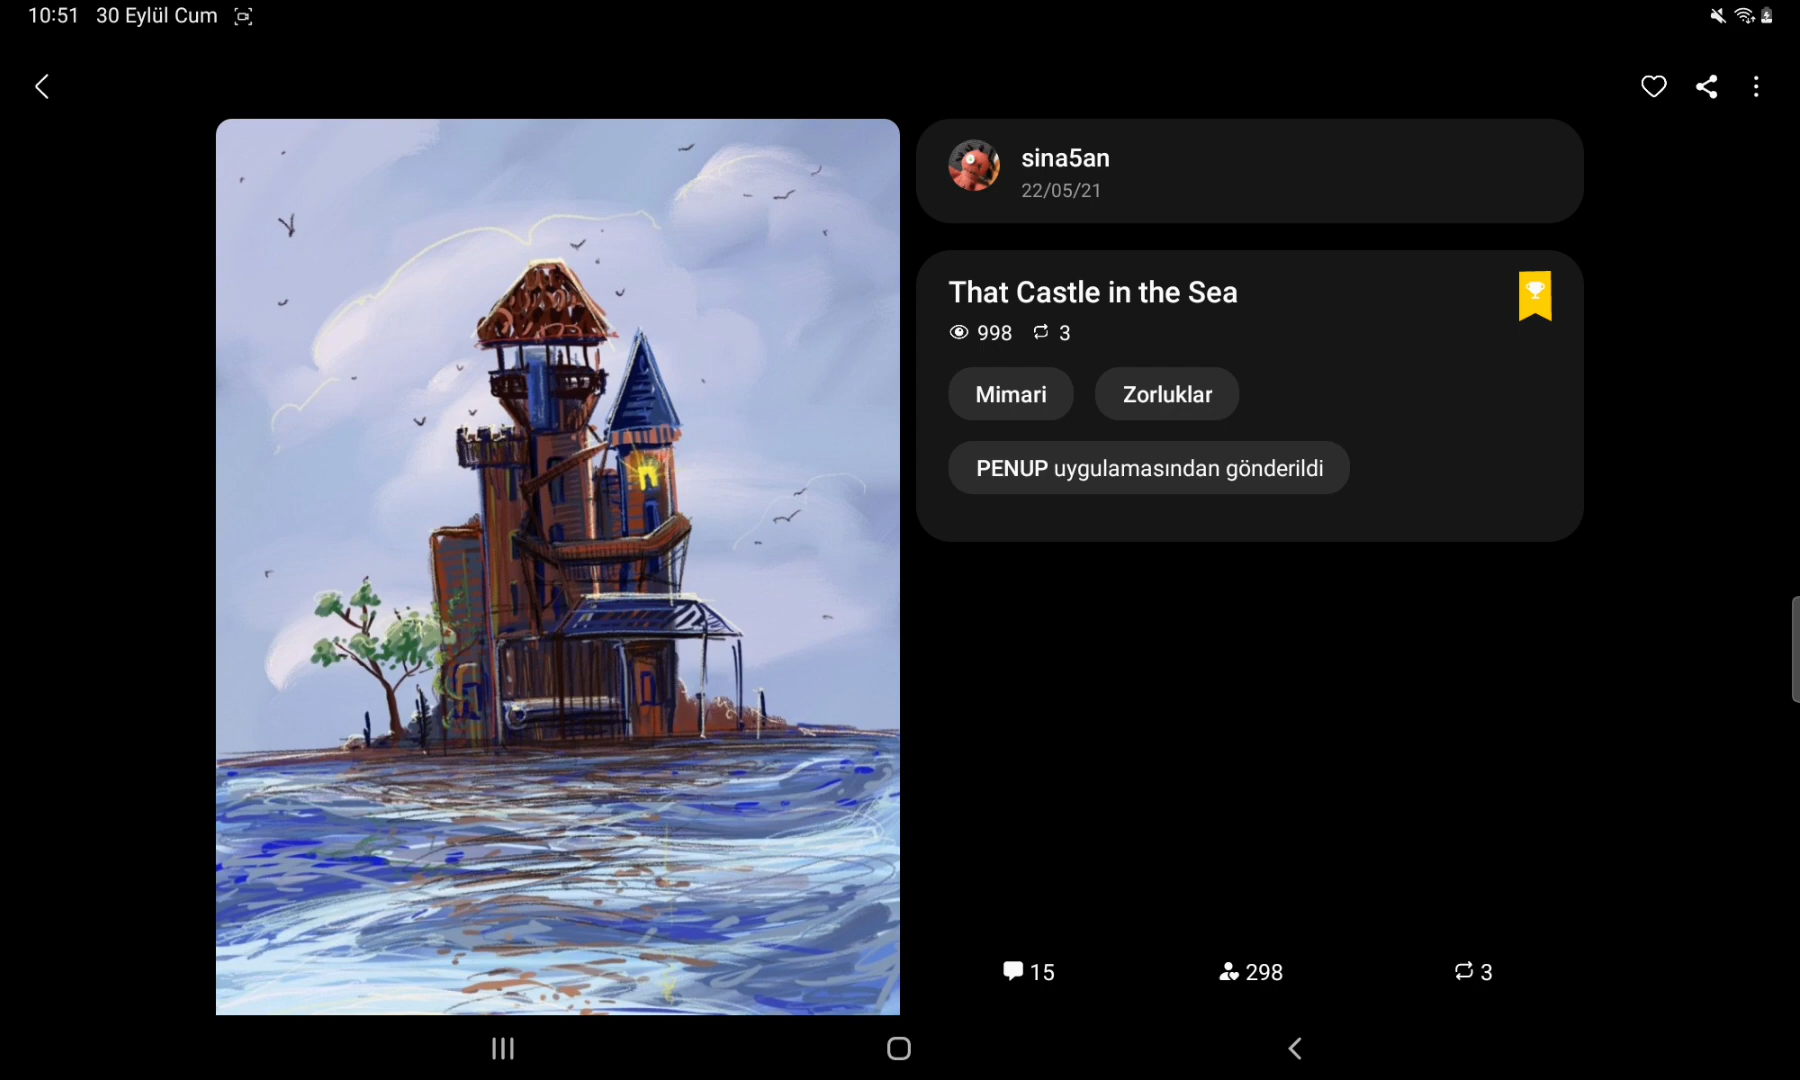 10:51 30 Eylül Cum
sina5an
22/05/21
That Castle in the Sea
998 3
Mimari Zorluklar
PENUP uygulamasından gönderildi
15 298 3